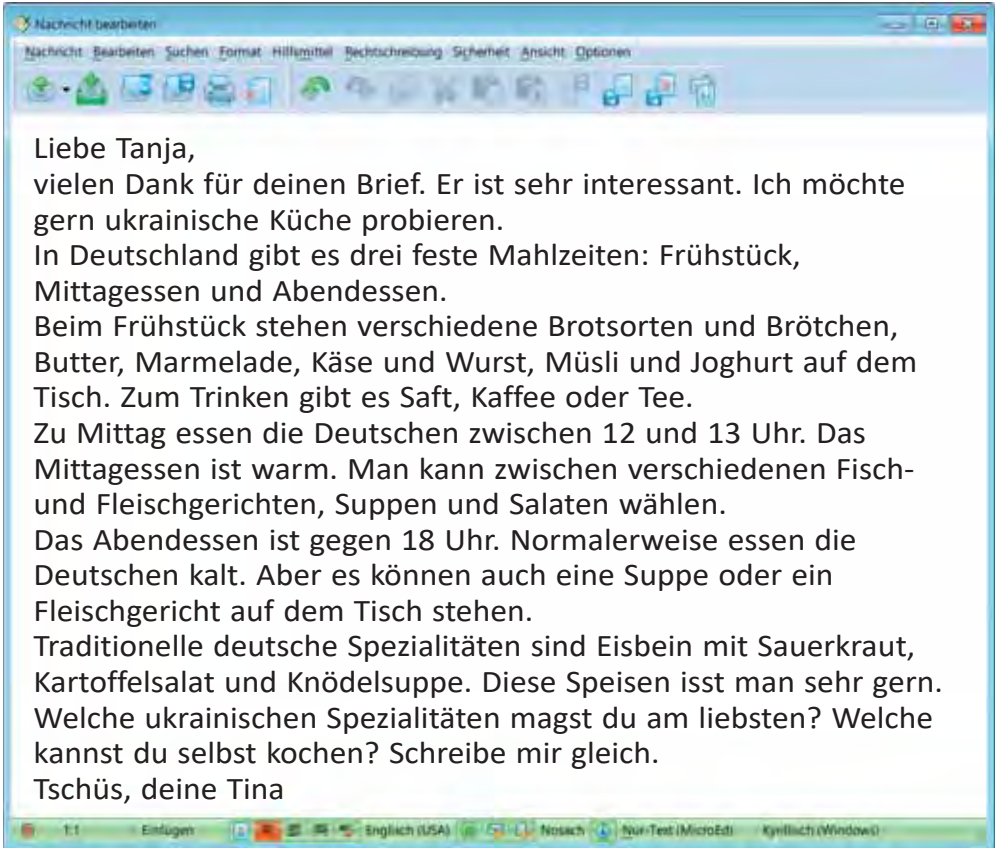 Nachricht bearbeiten
Nachricht Bearbeiten Suchen Format Hilfsmittel Rechtschreibung Sicherheit Ansicht Optionen
Liebe Tanja,
vielen Dank für deinen Brief. Er ist sehr interessant. Ich möchte
gern ukrainische Küche probieren.
In Deutschland gibt es drei feste Mahlzeiten: Frühstück,
Mittagessen und Abendessen.
Beim Frühstück stehen verschiedene Brotsorten und Brötchen,
Butter, Marmelade, Käse und Wurst, Müsli und Joghurt auf dem
Tisch. Zum Trinken gibt es Saft, Kaffee oder Tee.
Zu Mittag essen die Deutschen zwischen 12 und 13 Uhr. Das
Mittagessen ist warm. Man kann zwischen verschiedenen Fisch-
und Fleischgerichten, Suppen und Salaten wählen.
Das Abendessen ist gegen 18 Uhr. Normalerweise essen die
Deutschen kalt. Aber es können auch eine Suppe oder ein
Fleischgericht auf dem Tisch stehen.
Traditionelle deutsche Spezialitäten sind Eisbein mit Sauerkraut,
Kartoffelsalat und Knödelsuppe. Diese Speisen isst man sehr gern.
Welche ukrainischen Spezialitäten magst du am liebsten? Welche
kannst du selbst kochen? Schreibe mir gleich.
Tschüs, deine Tina
1:1 Einfügen Englisch (USA) Nosach Nur-Text (MicroEd) Kyrillisch (Windows)